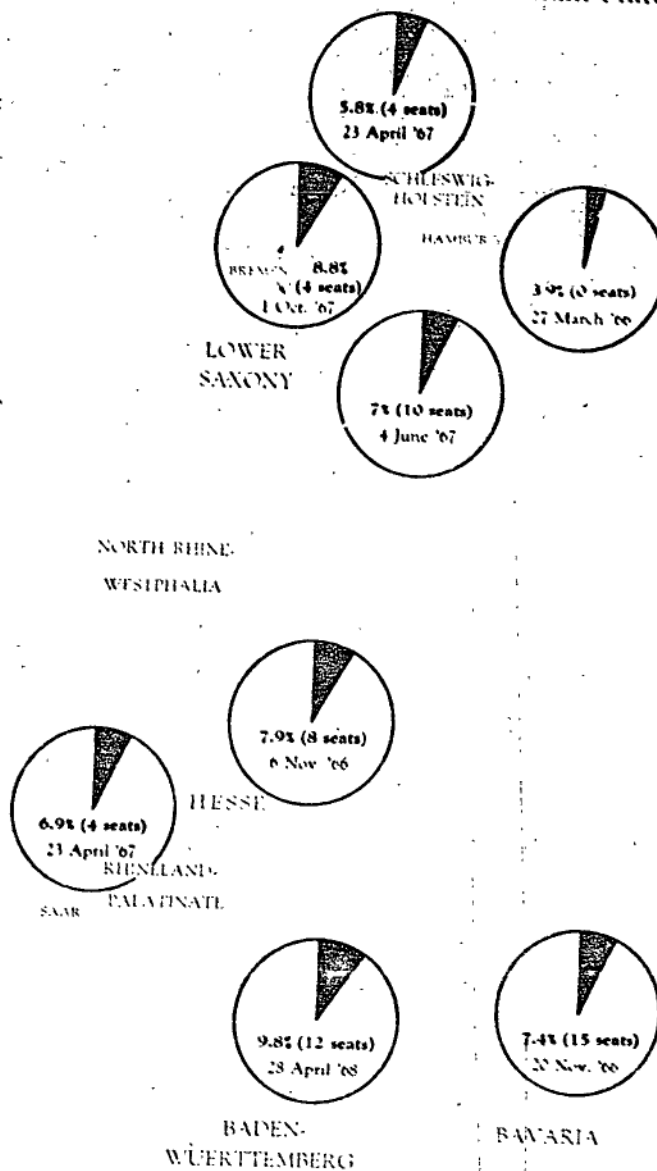 5.8% (4 seats)
23 April '67
SCHLESWIG-
HOLSTEIN
HAMBURG
BREMEN
8.8%
(4 seats)
1 Oct. '67
3.9% (0 seats)
27 March '66
LOWER
SAXONY
7% (10 seats)
4 June '67
NORTH RHINE-
WESTPHALIA
7.9% (8 seats)
6 Nov. '66
HESSE
6.9% (4 seats)
23 April '67
RHINELAND-
PALATINATE
SAAR
9.8% (12 seats)
28 April '68
7.4% (15 seats)
20 Nov. '66
BADEN-
WUERTTEMBERG
BAVARIA